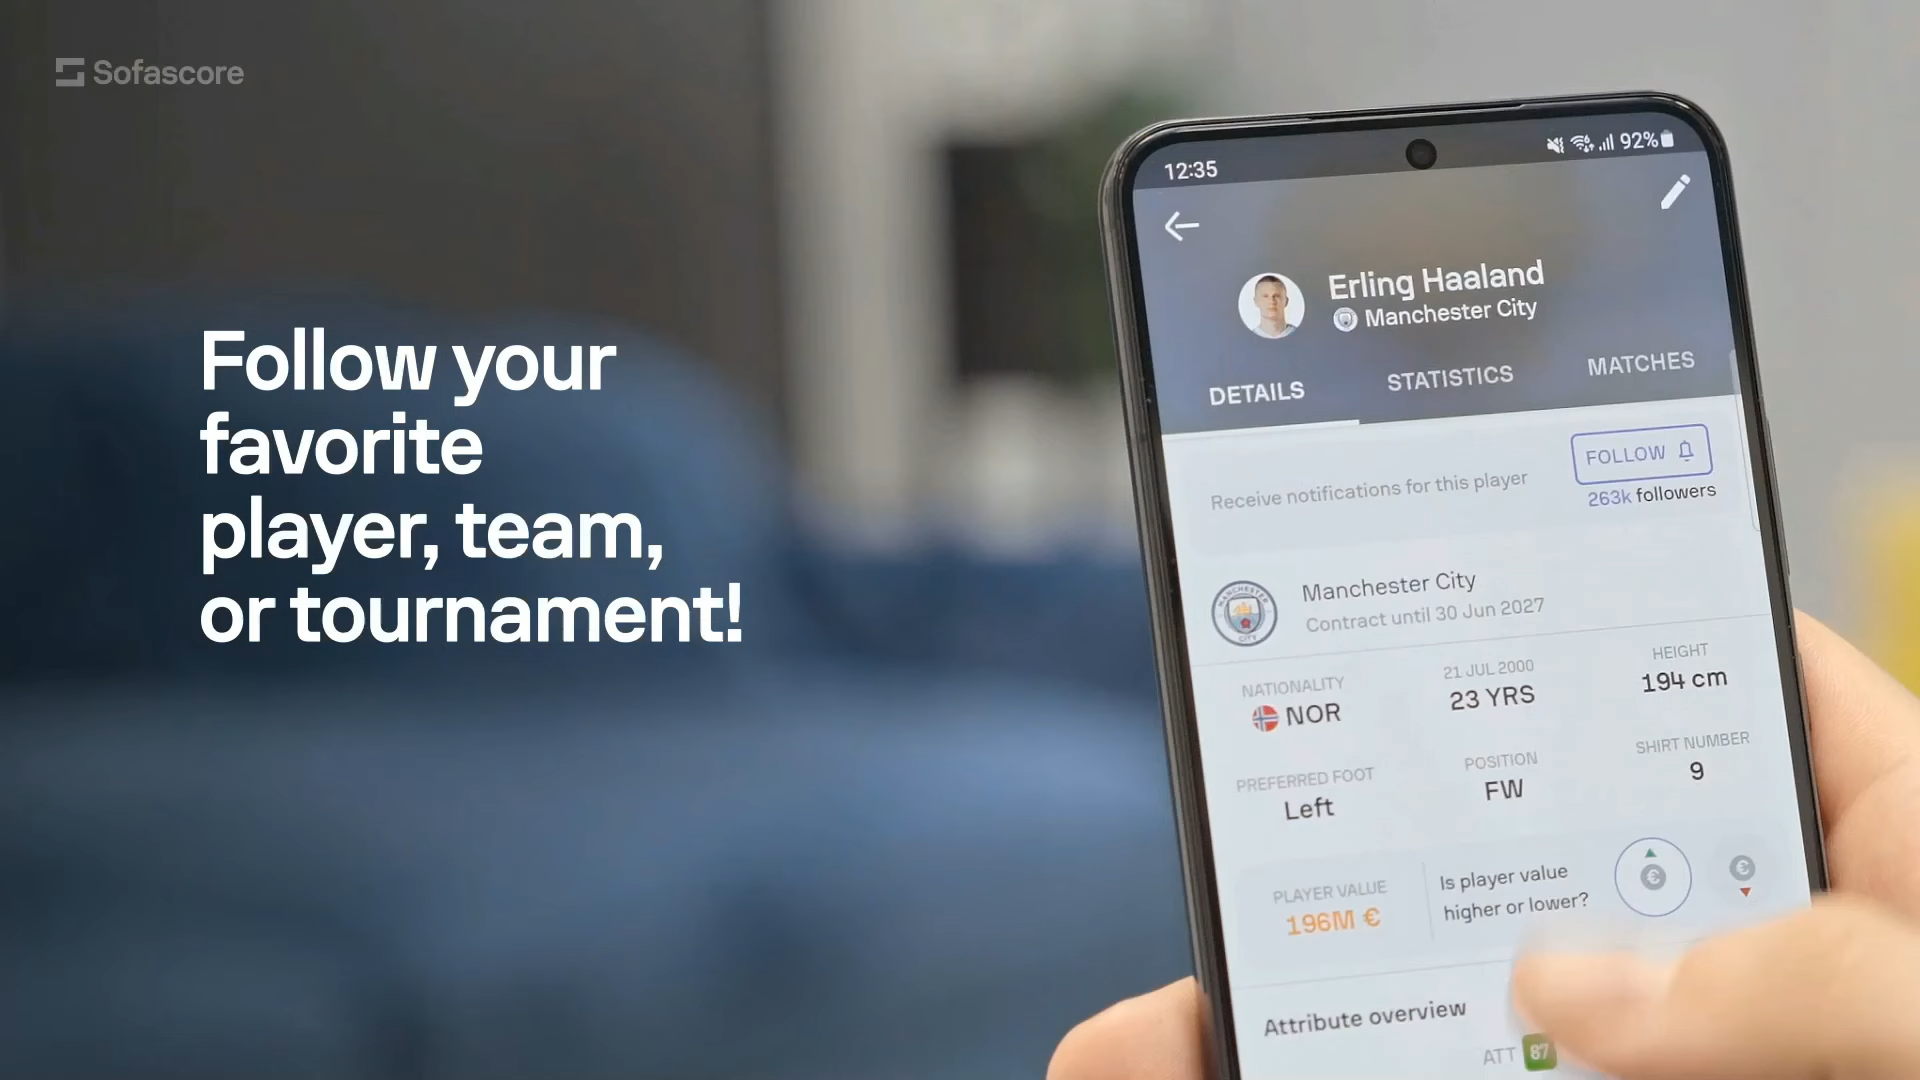 Sofascore
Follow your
favorite
player, team,
or tournament!
12:35
92%
Erling Haaland
Manchester City
DETAILS
STATISTICS
MATCHES
Receive notifications for this player
FOLLOW
263k followers
MANCHESTER
CITY
Manchester City
Contract until 30 Jun 2027
NATIONALITY
NOR
21 JUL 2000
23 YRS
HEIGHT
194 cm
PREFERRED FOOT
Left
POSITION
FW
SHIRT NUMBER
9
PLAYER VALUE
196M €
Is player value
higher or lower?
€
€
Attribute overview
ATT 87